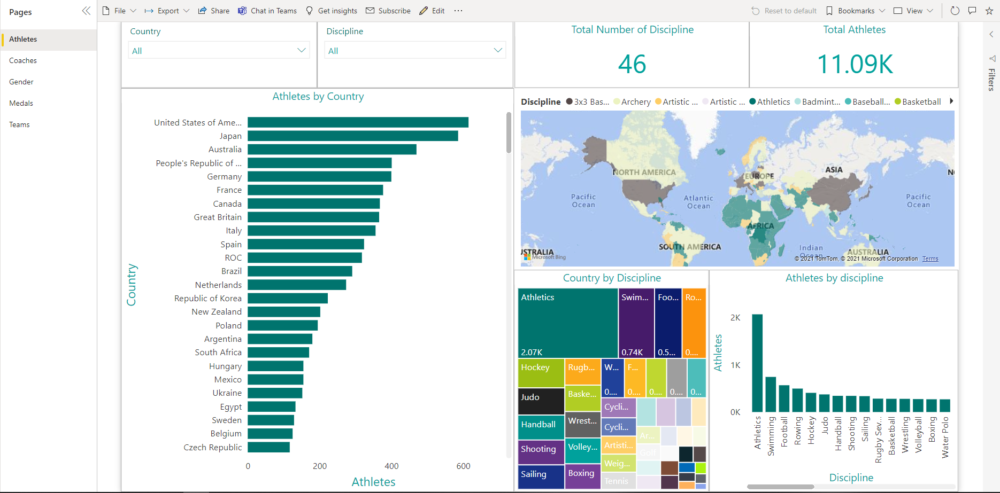 Pages
File
Export
Share
Chat in Teams
Get insights
Subscribe
Edit
Reset to default
Bookmarks
View
Athletes
Coaches
Gender
Medals
Teams
Filters
Country
All
Discipline
All
Total Number of Discipline
46
Total Athletes
11.09K
Athletes by Country
Country
United States of Ame...
Japan
Australia
People's Republic of ...
Germany
France
Canada
Great Britain
Italy
Spain
ROC
Brazil
Netherlands
Republic of Korea
New Zealand
Poland
Argentina
South Africa
Hungary
Mexico
Ukraine
Egypt
Sweden
Belgium
Czech Republic
0 200 400 600
Athletes
Discipline 3x3 Bas... Archery Artistic ... Artistic ... Athletics Badmint... Baseball... Basketball
NORTH AMERICA
EUROPE
ASIA
Pacific
Ocean
Atlantic
Ocean
Pacific
Ocean
AFRICA
SOUTH AMERICA
Indian
Ocean
AUSTRALIA
Microsoft Bing
© 2021 TomTom, © 2021 Microsoft Corporation Terms
Country by Discipline
Athletics
2.07K
Swim...
0.74K
Foo...
0.5...
Ro...
0....
Hockey
Judo
Handball
Shooting
Sailing
Rugb...
Baske...
Wrest...
Volley...
Boxing
W...
0....
F...
0....
0....
0....
0...
Cycli...
Cycli...
Artisti...
Weig...
Tennis
Ar...
Golf
Athletes by discipline
Athletes
2K
1K
0K
Athletics
Swimming
Football
Rowing
Hockey
Judo
Handball
Shooting
Sailing
Rugby Sev...
Basketball
Wrestling
Volleyball
Boxing
Water Polo
Discipline